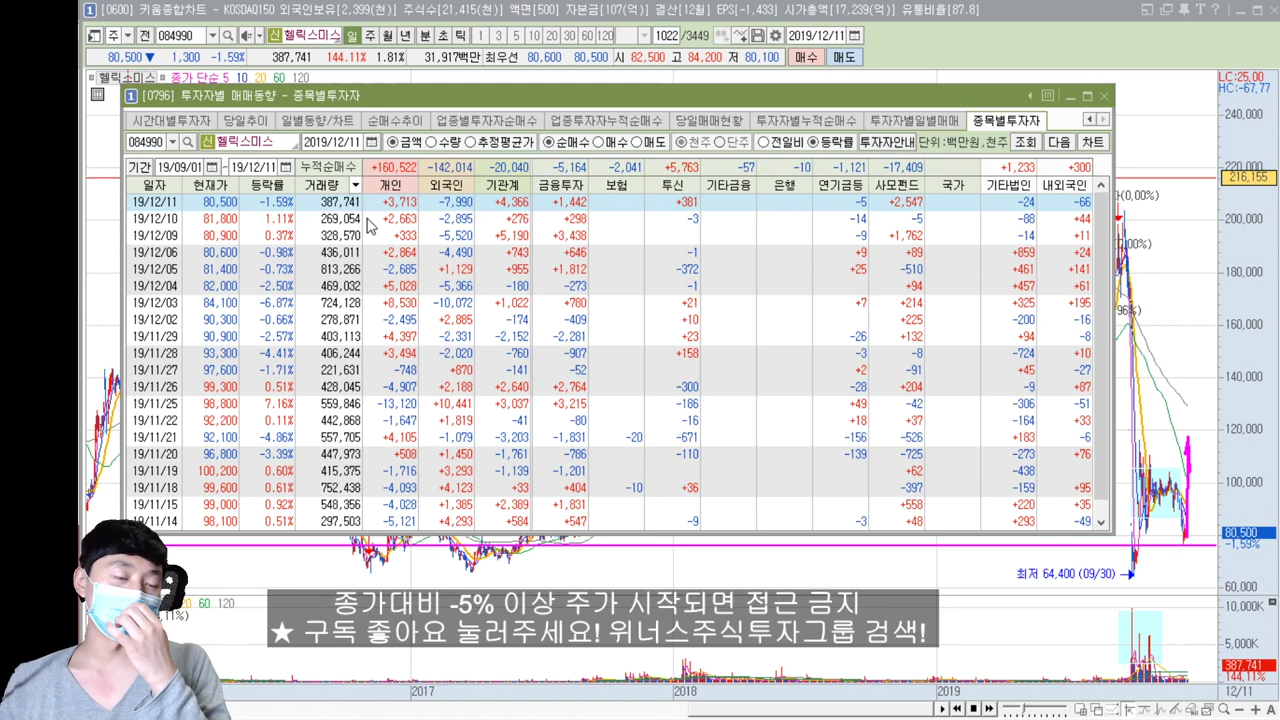 [0600] 키움종합차트 - KOSDAQ150 외국인보유[2,399(천)] 주식수[21,415(천)] 액면[500] 자본금[107(억)] 결산[12월] EPS[-1,433] 시가총액[17,239(억)] 유통비율[87.8]
주 전 084990 신 헬릭스미스 일 주 월 년 분 초 틱 1 3 5 10 20 30 60 120 1022 /3449 2019/12/11
80,500 ▼ 1,300 -1.59% 387,741 144.11% 1.81% 31,917백만 최우선 80,600 80,500 시 82,500 고 84,200 저 80,100 매수 매도
헬릭스미스 종가 단순 5 10 20 60 120
LC:25,00
HC:-67,77
1 [0796] 투자자별 매매동향 - 종목별투자자
시간대별투자자 당일추이 일별동향/차트 순매수추이 업종별투자자순매수 업종투자자누적순매수 당일매매현황 투자자별누적순매수 투자자별일별매매 종목별투자자
084990 신 헬릭스미스 2019/12/11 금액 수량 추정평균가 순매수 매수 매도 천주 단주 전일비 등락률 투자자안내 단위:백만원,천주 조회 다음 차트
기간 19/09/01 ~ 19/12/11 누적순매수 +160,522 -142,014 -20,040 -5,164 -2,041 +5,763 -57 -10 -1,121 -17,409 +1,233 +300
일자 현재가 등락률 거래량 개인 외국인 기관계 금융투자 보험 투신 기타금융 은행 연기금등 사모펀드 국가 기타법인 내외국인
19/12/11 80,500 -1.59% 387,741 +3,713 -7,990 +4,366 +1,442 +381 -5 +2,547 -24 -66
19/12/10 81,800 1.11% 269,054 +2,663 -2,895 +276 +298 -3 -14 -5 -88 +44
19/12/09 80,900 0.37% 328,570 +333 -5,520 +5,190 +3,438 -9 +1,762 -14 +11
19/12/06 80,600 -0.98% 436,011 +2,864 -4,490 +743 +646 -1 +9 +89 +859 +24
19/12/05 81,400 -0.73% 813,266 -2,685 +1,129 +955 +1,812 -372 +25 -510 +461 +141
19/12/04 82,000 -2.50% 469,032 +5,028 -5,366 -180 -273 -1 +94 +457 +61
19/12/03 84,100 -6.87% 724,128 +8,530 -10,072 +1,022 +780 +21 +7 +214 +325 +195
19/12/02 90,300 -0.66% 278,871 -2,495 +2,885 -174 -409 +10 +225 -200 -16
19/11/29 90,900 -2.57% 403,113 +4,397 -2,331 -2,152 -2,281 +23 -26 +132 +94 -8
19/11/28 93,300 -4.41% 406,244 +3,494 -2,020 -760 -907 +158 -3 -8 -724 +10
19/11/27 97,600 -1.71% 221,631 -748 +870 -141 -52 +2 -91 +45 -27
19/11/26 99,300 0.51% 428,045 -4,907 +2,188 +2,640 +2,764 -300 -28 +204 -9 +87
19/11/25 98,800 7.16% 559,846 -13,120 +10,441 +3,037 +3,215 -186 +49 -42 -306 -51
19/11/22 92,200 0.11% 442,868 -1,647 +1,819 -41 -80 -16 +18 +37 -164 +33
19/11/21 92,100 -4.86% 557,705 +4,105 -1,079 -3,203 -1,831 -20 -671 -156 -526 +183 -6
19/11/20 96,800 -3.39% 447,973 +508 +1,450 -1,761 -786 -110 -139 -725 -273 +76
19/11/19 100,200 0.60% 415,375 -1,716 +3,293 -1,139 -1,201 +62 -438
19/11/18 99,600 0.61% 752,438 -4,093 +4,123 +33 +404 -10 +36 -397 -159 +95
19/11/15 99,000 0.92% 548,356 -4,028 +1,385 +2,389 +1,831 +558 +220 +35
19/11/14 98,100 0.51% 297,503 -5,121 +4,293 +584 +547 -9 -3 +48 +293 -49
240,000
220,000
216,155
200,000
180,000
160,000
140,000
120,000
100,000
80,500
-1,59%
60,000
최저 64,400 (09/30)
60 120
종가대비 -5% 이상 주가 시작되면 접근 금지
★ 구독 좋아요 눌러주세요! 위너스주식투자그룹 검색!
10,000K
5,000K
387,741
144.11%
2017 2018 2019 12/11